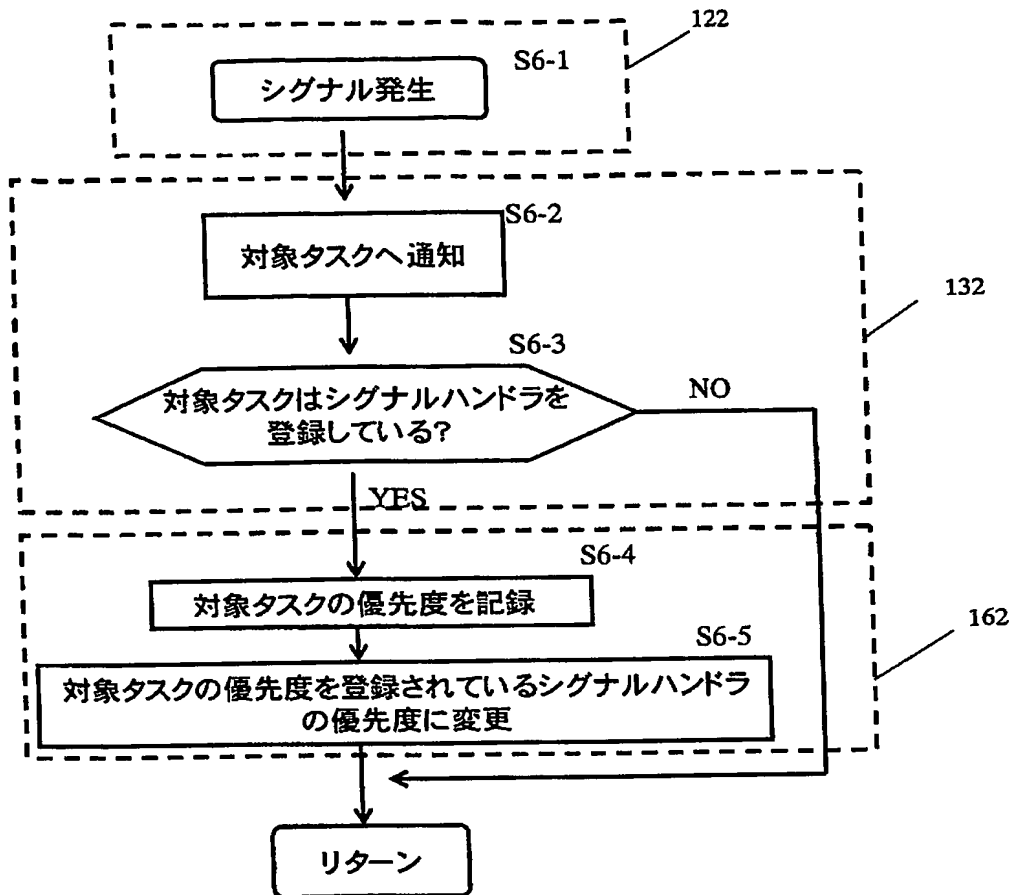 122
S6-1
シグナル発生
S6-2
対象タスクへ通知
132
S6-3
対象タスクはシグナルハンドラを
登録している?
NO
YES
S6-4
対象タスクの優先度を記録
162
S6-5
対象タスクの優先度を登録されているシグナルハンドラ
の優先度に変更
リターン